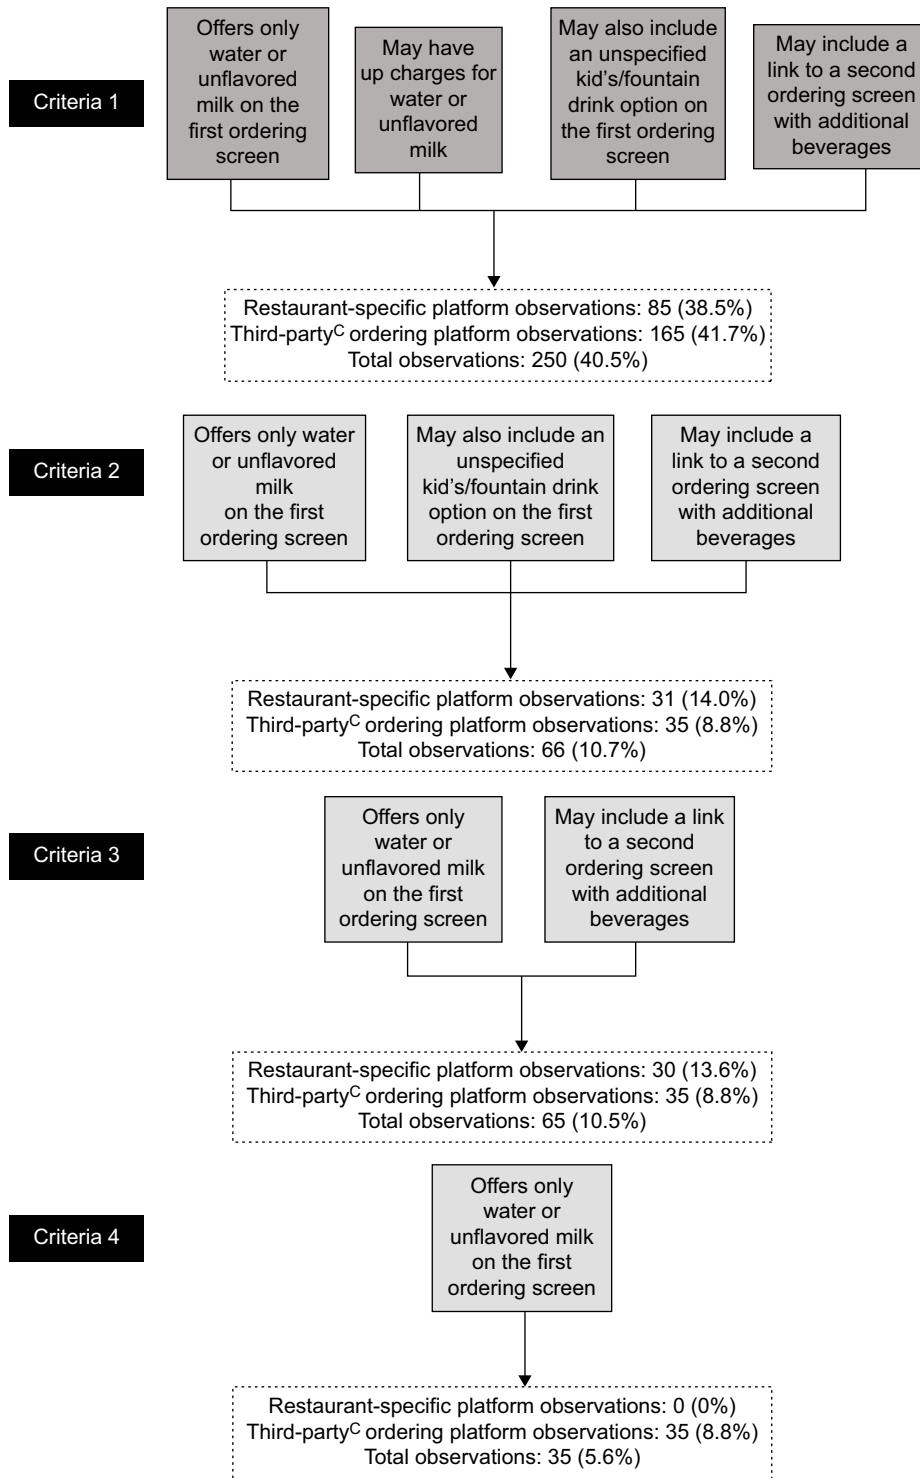 Criteria 1
Offers only
water or
unflavored
milk on the
first ordering
screen
May have
up charges for
water or
unflavored
milk
May also include
an unspecified
kid's/fountain
drink option on
the first ordering
screen
May include a
link to a second
ordering screen
with additional
beverages
Restaurant-specific platform observations: 85 (38.5%)
Third-partyC ordering platform observations: 165 (41.7%)
Total observations: 250 (40.5%)
Criteria 2
Offers only water
or unflavored
milk
on the first
ordering screen
May also include an
unspecified
kid's/fountain drink
option on the first
ordering screen
May include a
link to a second
ordering screen
with additional
beverages
Restaurant-specific platform observations: 31 (14.0%)
Third-partyC ordering platform observations: 35 (8.8%)
Total observations: 66 (10.7%)
Criteria 3
Offers only
water or
unflavored milk
on the first
ordering screen
May include a link
to a second
ordering screen
with additional
beverages
Restaurant-specific platform observations: 30 (13.6%)
Third-partyC ordering platform observations: 35 (8.8%)
Total observations: 65 (10.5%)
Criteria 4
Offers only
water or
unflavored milk
on the first
ordering screen
Restaurant-specific platform observations: 0 (0%)
Third-partyC ordering platform observations: 35 (8.8%)
Total observations: 35 (5.6%)